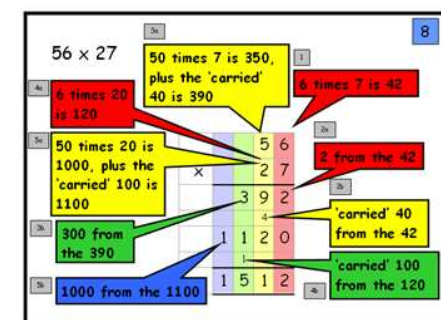 8
56 x 27
3a
50 times 7 is 350,
plus the 'carried'
40 is 390
1
6 times 7 is 42
4a
6 times 20
is 120
5a
50 times 20 is
1000, plus the
'carried' 100 is
1100
5 6
x 2 7
3 9 2
4
1 1 2 0
1
1 5 1 2
2a
2 from the 42
2b
'carried' 40
from the 42
3b
300 from
the 390
'carried' 100
from the 120
4b
5b
1000 from the 1100